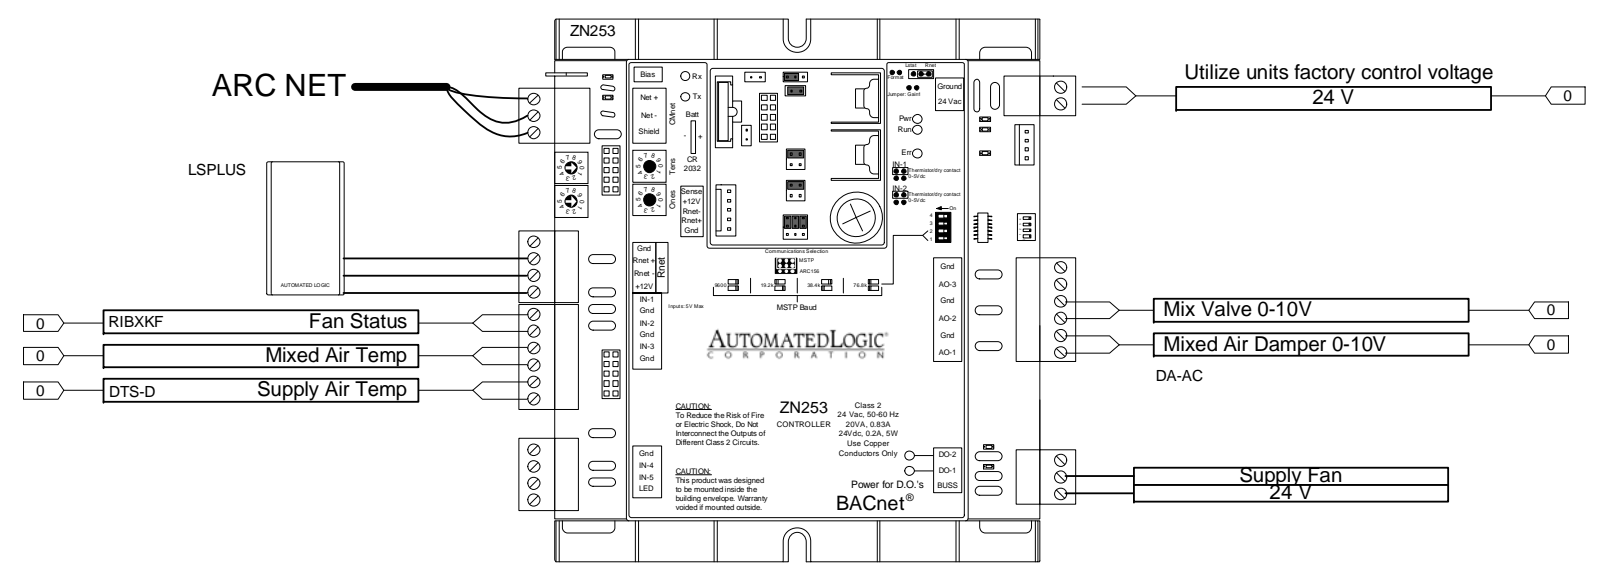 ZN253
ARC NET
LSPLUS
AUTOMATED LOGIC
0
RIBXKF
Fan Status
0
Mixed Air Temp
0
DTS-D
Supply Air Temp
Bias
Rx
Tx
Net +
Net -
Shield
CMnet
Batt
- +
CR
2032
Tens
Ones
Sense
+12V
Rnet-
Rnet+
Gnd
Gnd
Rnet +
Rnet -
+12V
Rnet
IN-1
Gnd
IN-2
Gnd
IN-3
Gnd
Inputs: 5V Max
Gnd
IN-4
IN-5
LED
Lstat Rnet
Format
Jumper: Gainf
Ground
24 Vac
Pwr
Run
Err
IN-1
Thermistor/dry contact
0-5Vdc
IN-2
Thermistor/dry contact
0-5Vdc
On
4
3
2
1
Communications Selection
MSTP
ARC156
9600
19.2k
38.4k
76.8k
MSTP Baud
AUTOMATEDLOGIC®
CORPORATION
CAUTION:
To Reduce the Risk of Fire
or Electric Shock, Do Not
Interconnect the Outputs of
Different Class 2 Circuits.
CAUTION:
This product was designed
to be mounted inside the
building envelope. Warranty
voided if mounted outside.
ZN253
CONTROLLER
Class 2
24 Vac, 50-60 Hz
20VA, 0.83A
24Vdc, 0.2A, 5W
Use Copper
Conductors Only
Power for D.O.'s
BACnet®
Gnd
AO-3
Gnd
AO-2
Gnd
AO-1
DO-2
DO-1
BUSS
Utilize units factory control voltage
24 V
0
Mix Valve 0-10V
0
Mixed Air Damper 0-10V
0
DA-AC
Supply Fan
24 V